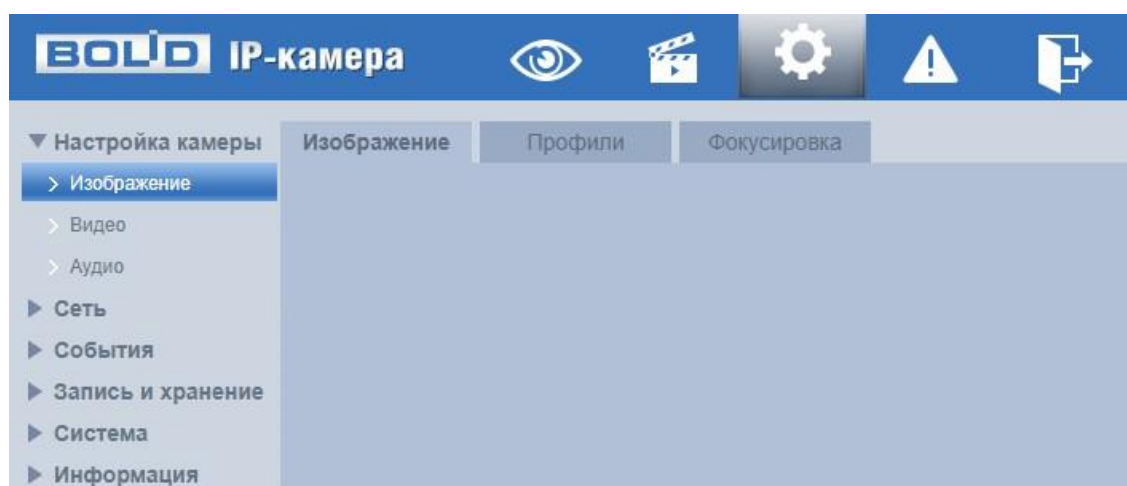 BOLID IP-камера
Настройка камеры
Изображение
Видео
Аудио
Сеть
События
Запись и хранение
Система
Информация
Изображение Профили Фокусировка